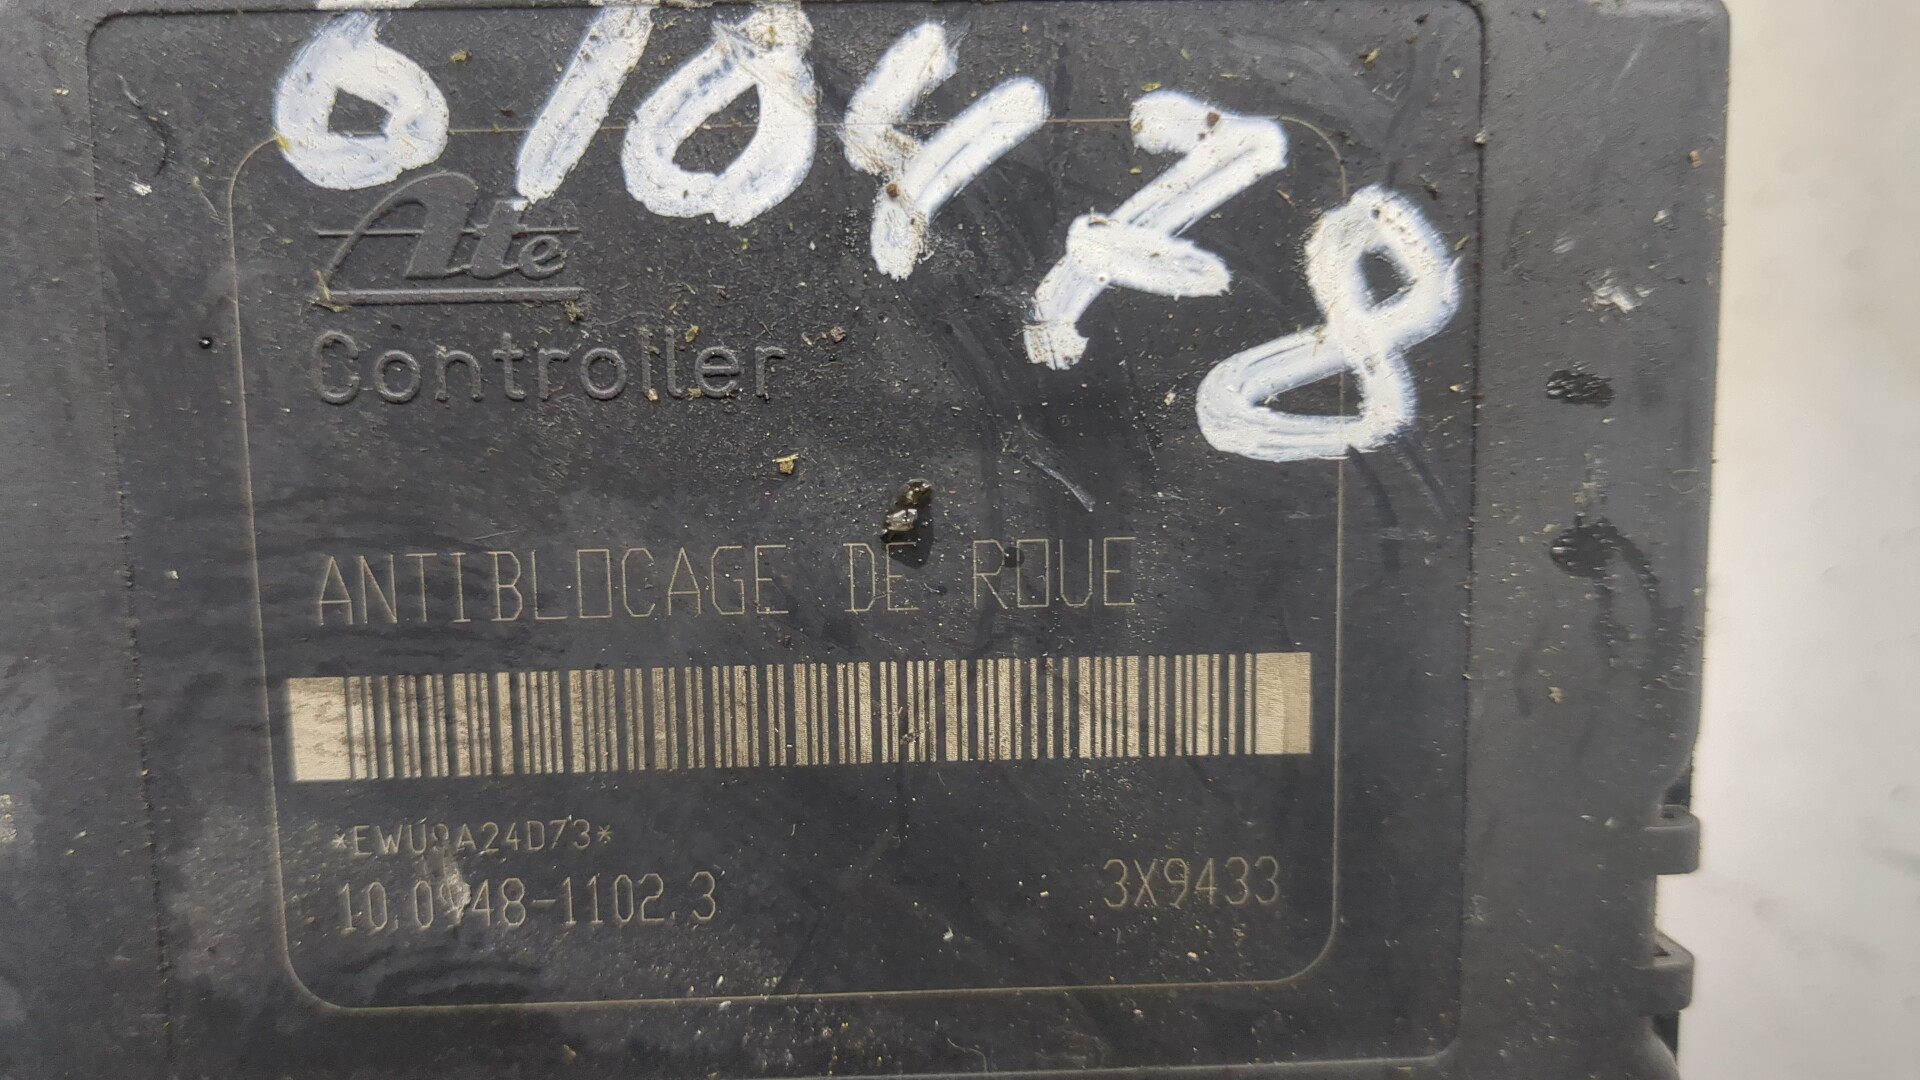 610478
Ate
Controller
ANTIBLOCAGE DE ROUE
*EWU9A24D73*
10.0948-1102.3
3X9433